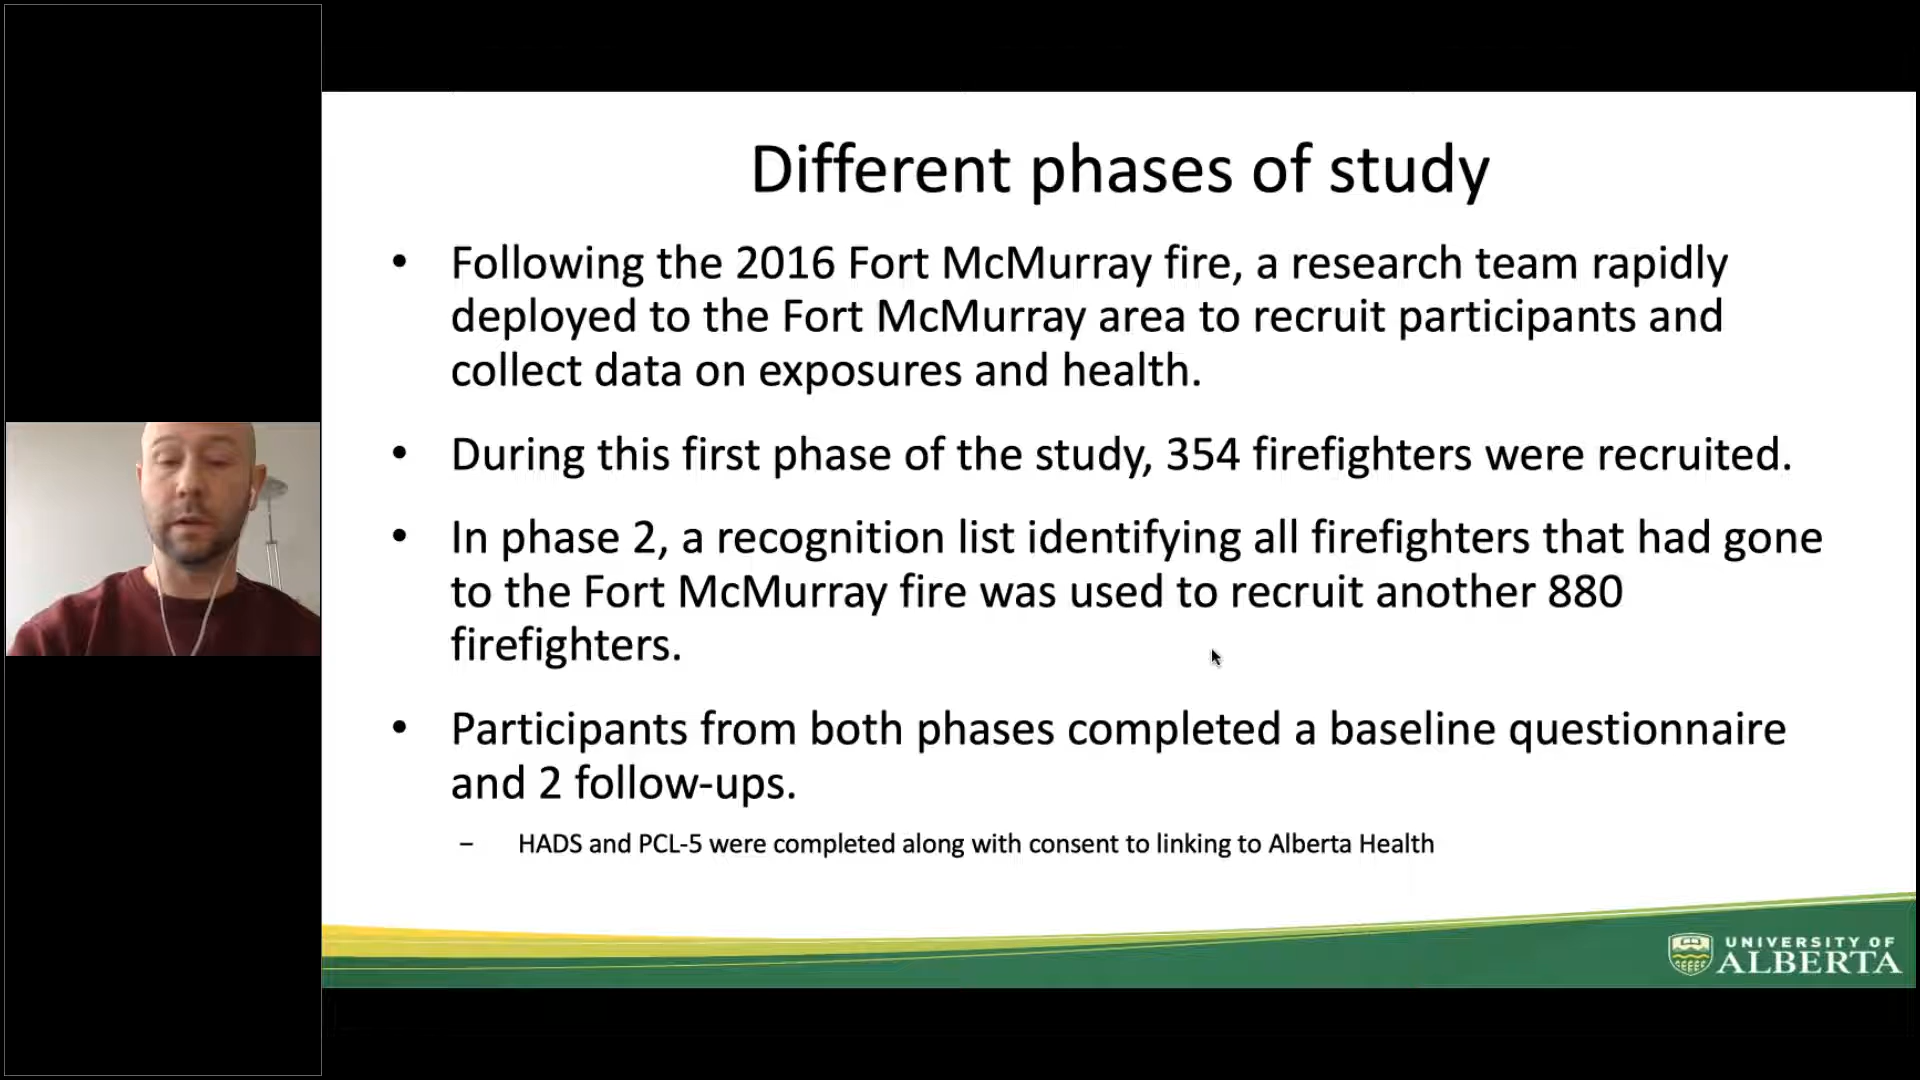 Different phases of study
• Following the 2016 Fort McMurray fire, a research team rapidly
deployed to the Fort McMurray area to recruit participants and
collect data on exposures and health.
• During this first phase of the study, 354 firefighters were recruited.
• In phase 2, a recognition list identifying all firefighters that had gone
to the Fort McMurray fire was used to recruit another 880
firefighters.
• Participants from both phases completed a baseline questionnaire
and 2 follow-ups.
– HADS and PCL-5 were completed along with consent to linking to Alberta Health
UNIVERSITY OF
ALBERTA